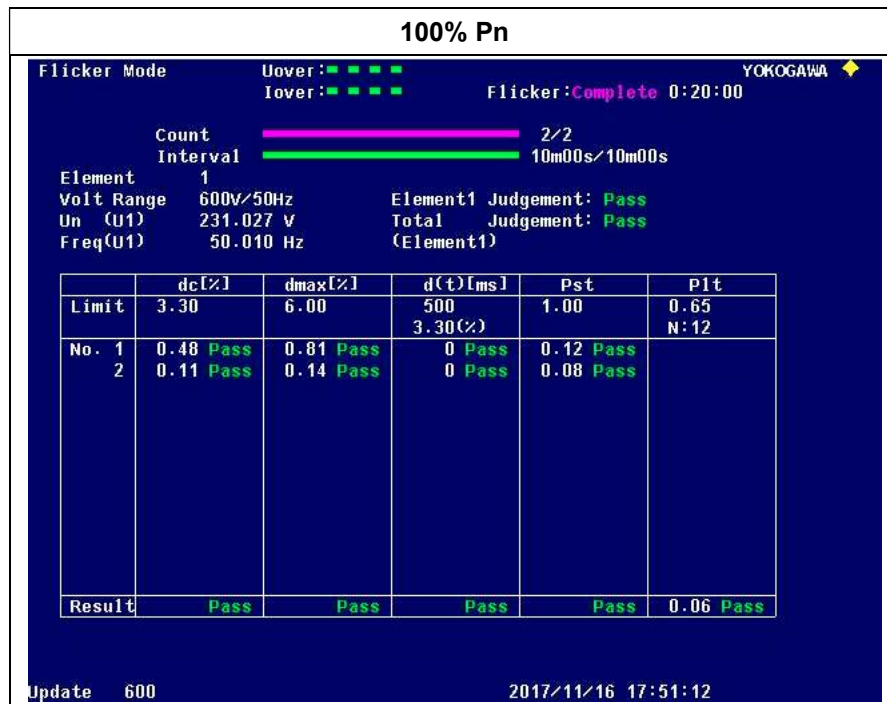 100% Pn
Flicker Mode Uover: YOKOGAWA
Iover: Flicker:Complete 0:20:00
Count 2/2
Interval 10m00s/10m00s
Element 1
Volt Range 600V/50Hz Element1 Judgement: Pass
Un (U1) 231.027 V Total Judgement: Pass
Freq(U1) 50.010 Hz (Element1)
dc[%] dmax[%] d(t)[ms] Pst Plt
Limit 3.30 6.00 500 1.00 0.65
3.30(%) N:12
No. 1 0.48 Pass 0.81 Pass 0 Pass 0.12 Pass
2 0.11 Pass 0.14 Pass 0 Pass 0.08 Pass
Result Pass Pass Pass Pass 0.06 Pass
Update 600 2017/11/16 17:51:12